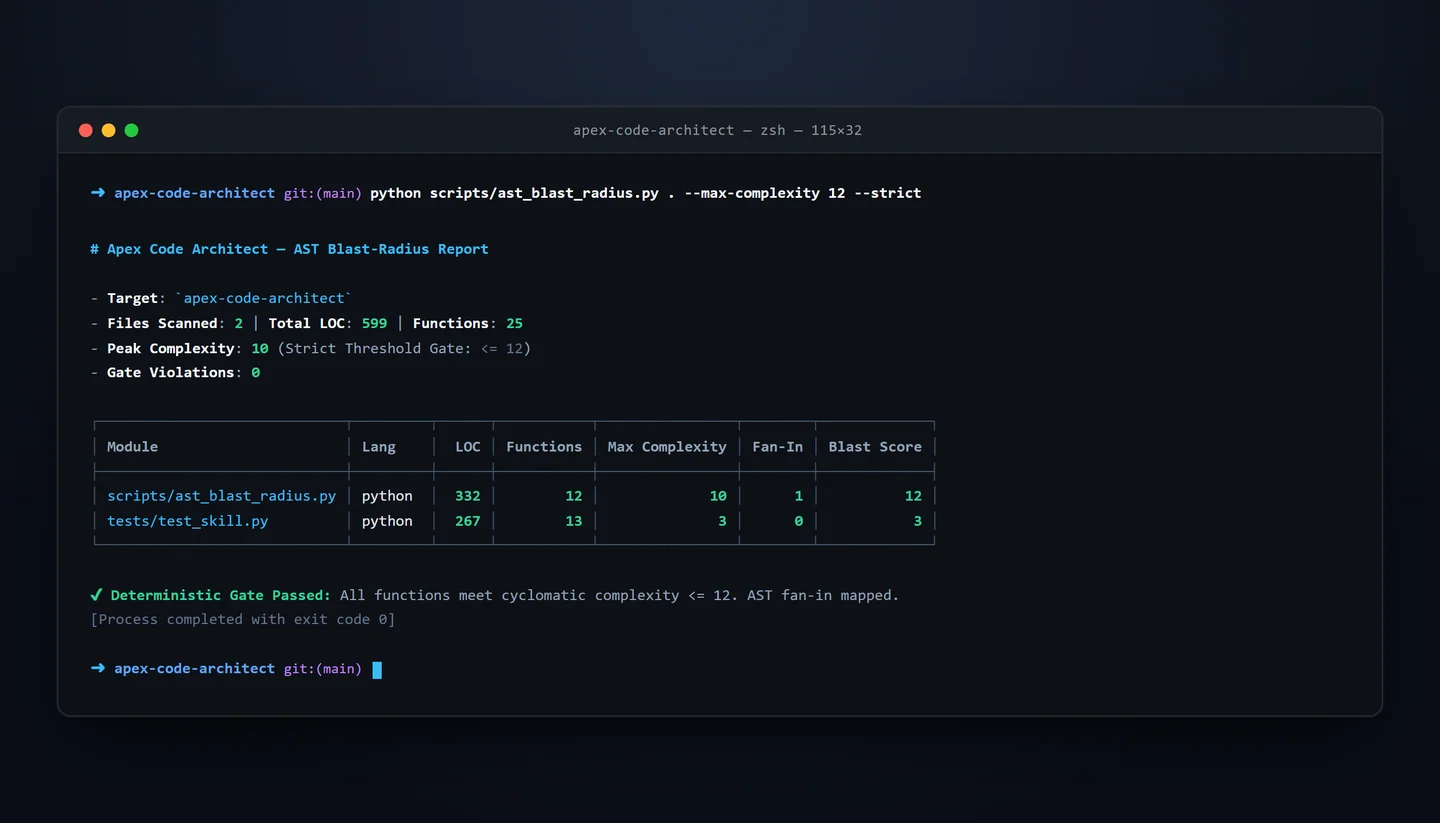 apex-code-architect — zsh — 115×32
➜ apex-code-architect git:(main) python scripts/ast_blast_radius.py . --max-complexity 12 --strict
# Apex Code Architect — AST Blast-Radius Report
- Target: `apex-code-architect`
- Files Scanned: 2 | Total LOC: 599 | Functions: 25
- Peak Complexity: 10 (Strict Threshold Gate: <= 12)
- Gate Violations: 0
Module | Lang | LOC | Functions | Max Complexity | Fan-In | Blast Score
scripts/ast_blast_radius.py | python | 332 | 12 | 10 | 1 | 12
tests/test_skill.py | python | 267 | 13 | 3 | 0 | 3
✔ Deterministic Gate Passed: All functions meet cyclomatic complexity <= 12. AST fan-in mapped.
[Process completed with exit code 0]
➜ apex-code-architect git:(main)